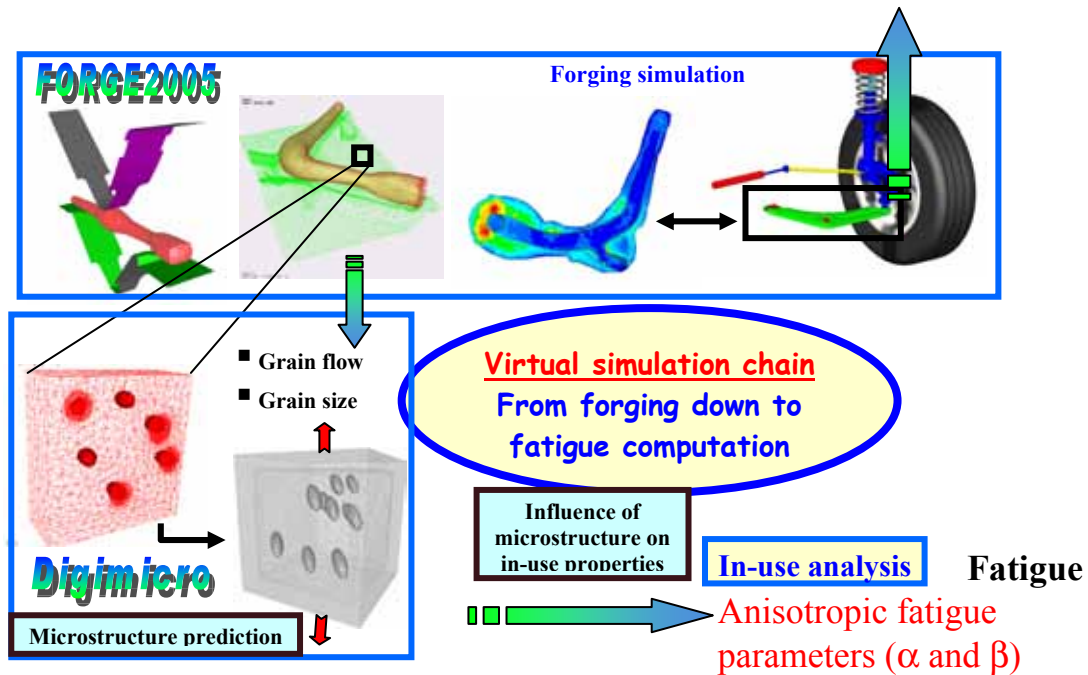 FORGE2005
Forging simulation
▪ Grain flow
▪ Grain size
Virtual simulation chain
From forging down to
fatigue computation
Influence of
microstructure on
in-use properties
In-use analysis
Fatigue
Digimicro
Anisotropic fatigue
parameters (α and β)
Microstructure prediction